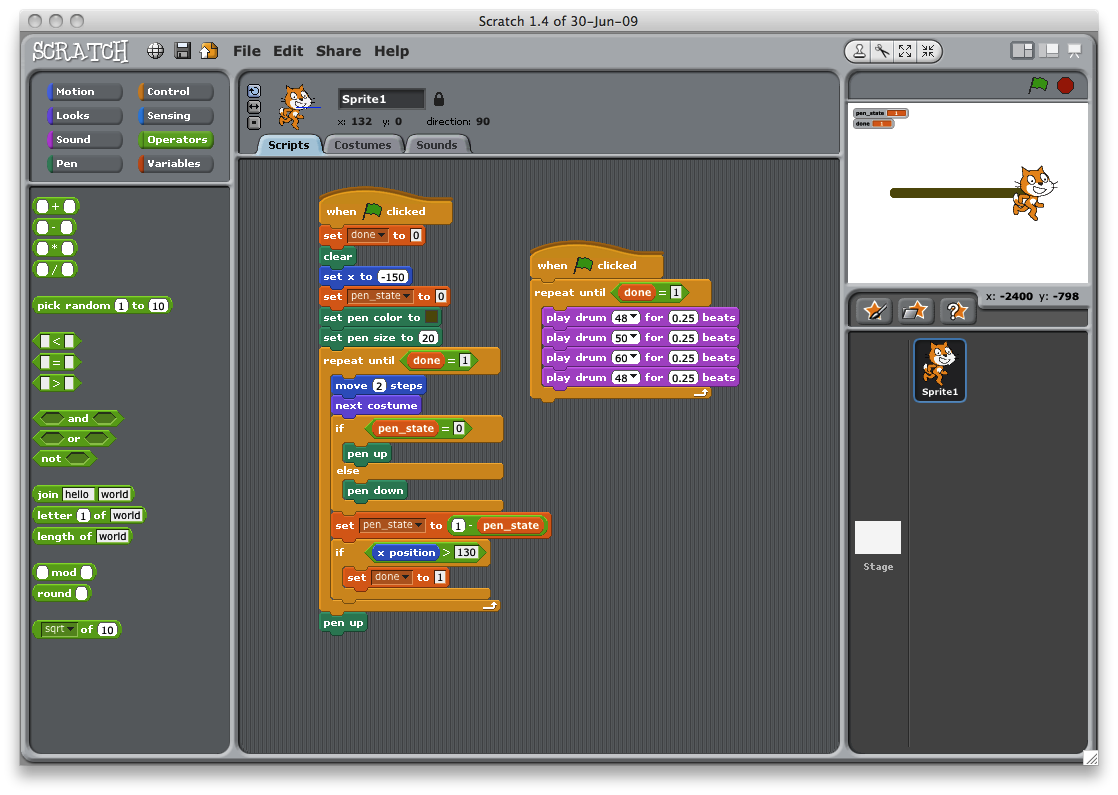 Scratch 1.4 of 30-Jun-09
SCRATCH File Edit Share Help
Motion Control
Looks Sensing
Sound Operators
Pen Variables
+
-
*
/
pick random 1 to 10
<
=
>
and
or
not
join hello world
letter 1 of world
length of world
mod
round
sqrt of 10
Sprite1
x: 132 y: 0 direction: 90
Scripts Costumes Sounds
when clicked
set done to 0
clear
set x to -150
set pen_state to 0
set pen color to
set pen size to 20
repeat until done = 1
move 2 steps
next costume
if pen_state = 0
pen up
else
pen down
set pen_state to 1 - pen_state
if x position > 130
set done to 1
pen up
when clicked
repeat until done = 1
play drum 48 for 0.25 beats
play drum 50 for 0.25 beats
play drum 60 for 0.25 beats
play drum 48 for 0.25 beats
pen_state 1
done 1
x: -2400 y: -798
Sprite1
Stage